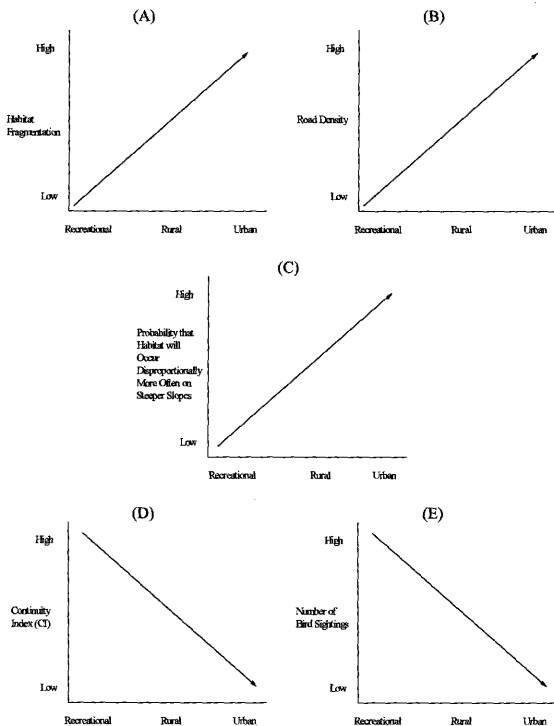 (A)
High
Habitat
Fragmentation
Low
Recreational Rural Urban
(B)
High
Road Density
Low
Recreational Rural Urban
(C)
High
Probability that
Habitat will
Occur
Disproportionally
More Often on
Steeper Slopes
Low
Recreational Rural Urban
(D)
High
Continuity
Index (CI)
Low
Recreational Rural Urban
(E)
High
Number of
Bird Sightings
Low
Recreational Rural Urban